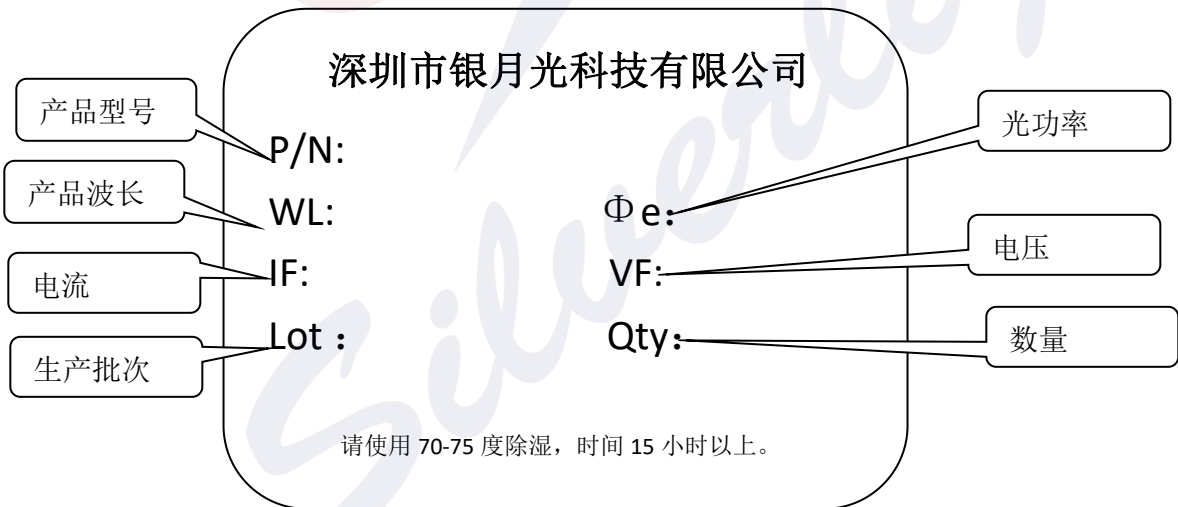 深圳市银月光科技有限公司
产品型号
P/N:
光功率
产品波长
WL:
Φe:
电流
IF:
VF:
电压
生产批次
Lot：
Qty:
数量
请使用 70-75 度除湿，时间 15 小时以上。